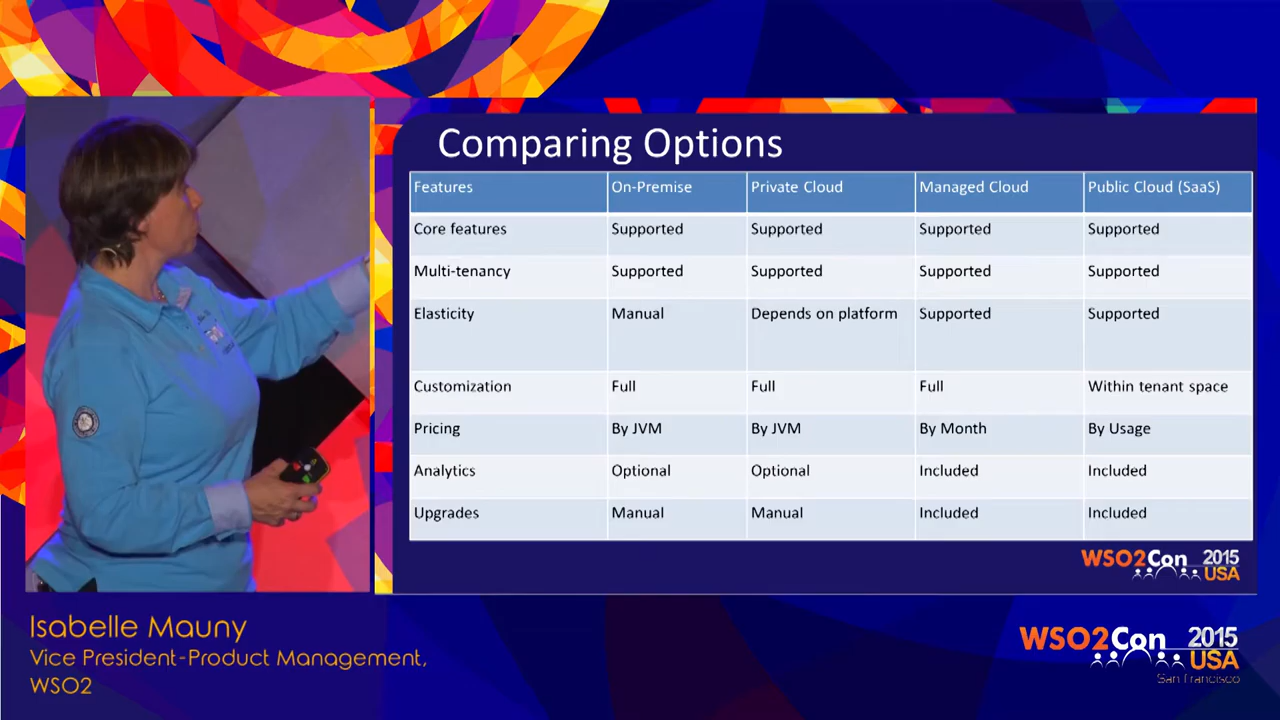 Comparing Options
Features On-Premise Private Cloud Managed Cloud Public Cloud (SaaS)
Core features Supported Supported Supported Supported
Multi-tenancy Supported Supported Supported Supported
Elasticity Manual Depends on platform Supported Supported
Customization Full Full Full Within tenant space
Pricing By JVM By JVM By Month By Usage
Analytics Optional Optional Included Included
Upgrades Manual Manual Included Included
WSO2Con 2015
USA
Isabelle Mauny
Vice President-Product Management,
WSO2
WSO2Con 2015
USA
San Francisco